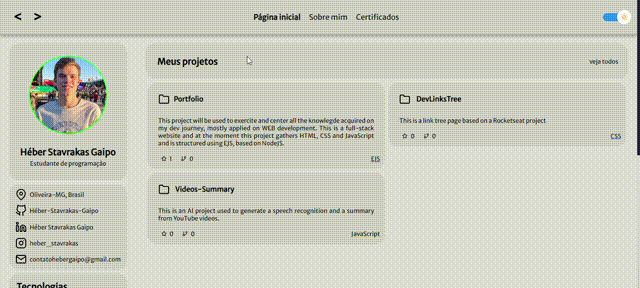 < >
Página inicial Sobre mim Certificados
Héber Stavrakas Gaipo
Estudante de programação
Oliveira-MG, Brasil
Héber-Stavrakas-Gaipo
Héber Stavrakas Gaipo
heber_stavrakas
contatohebergaipo@gmail.com
Tecnologias
Meus projetos
veja todos
Portfolio
This project will be used to exercite and center all the knowlegde acquired on
my dev journey, mostly applied on WEB development. This is a full-stack
website and at the moment this project gathers HTML, CSS and JavaScript
and is structured using EJS, based on NodeJS.
1 0 EJS
DevLinksTree
This is a link tree page based on a Rocketseat project
0 0 CSS
Videos-Summary
This is an AI project used to generate a speech recognition and a summary
from YouTube videos.
0 0 JavaScript